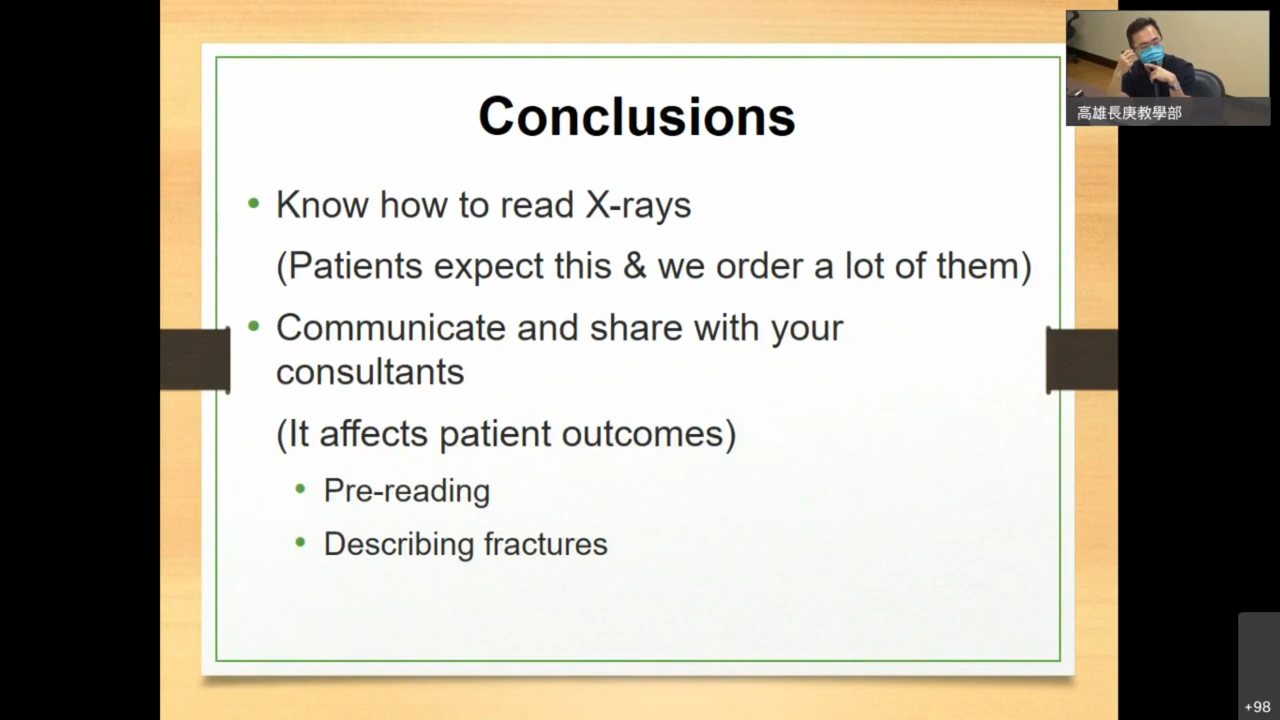 Conclusions
• Know how to read X-rays
(Patients expect this & we order a lot of them)
• Communicate and share with your
consultants
(It affects patient outcomes)
• Pre-reading
• Describing fractures
高雄長庚教學部
+98